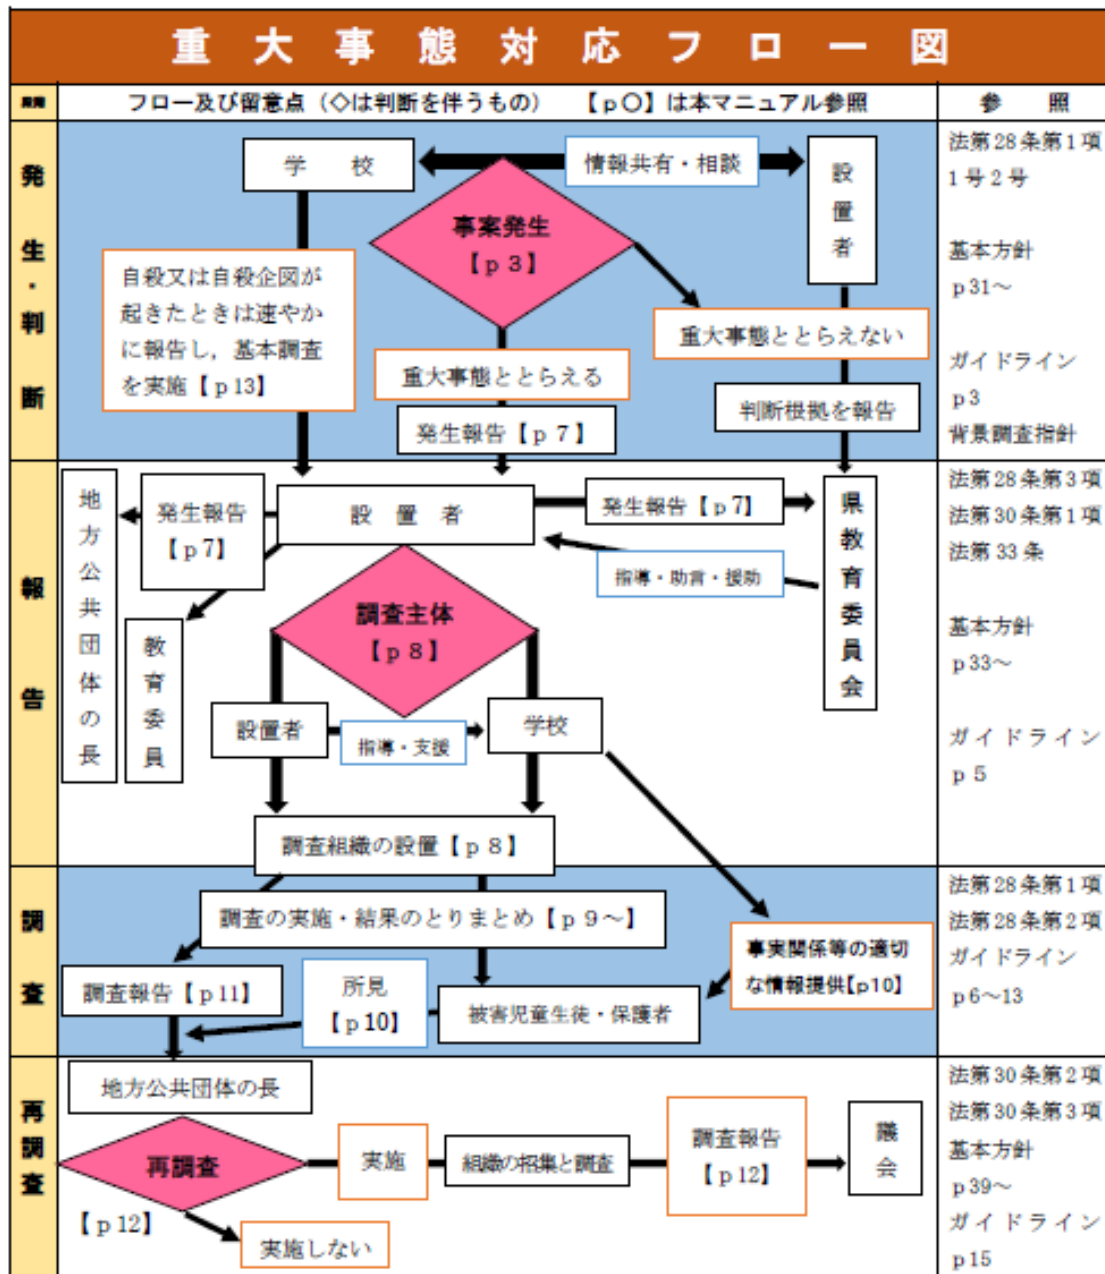 重大事態対応フロー図
フロー及び留意点（◇は判断を伴うもの）　【p〇】は本マニュアル参照
参　照
発生・判断
学　校
情報共有・相談
設置者
事案発生
【p3】
自殺又は自殺企図が
起きたときは速やか
に報告し，基本調査
を実施【p13】
重大事態ととらえない
重大事態ととらえる
発生報告【p7】
判断根拠を報告
法第28条第1項
1号2号
基本方針
p31～
ガイドライン
p3
背景調査指針
報告
地方公共団体の長
発生報告
【p7】
設　置　者
発生報告【p7】
県教育委員会
指導・助言・援助
教育委員
調査主体
【p8】
設置者
指導・支援
学校
調査組織の設置【p8】
法第28条第3項
法第30条第1項
法第33条
基本方針
p33～
ガイドライン
p5
調査
調査の実施・結果のとりまとめ【p9～】
調査報告【p11】
所見
【p10】
被害児童生徒・保護者
事実関係等の適切
な情報提供【p10】
法第28条第1項
法第28条第2項
ガイドライン
p6～13
再調査
地方公共団体の長
再調査
【p12】
実施
組織の招集と調査
調査報告
【p12】
議会
実施しない
法第30条第2項
法第30条第3項
基本方針
p39～
ガイドライン
p15